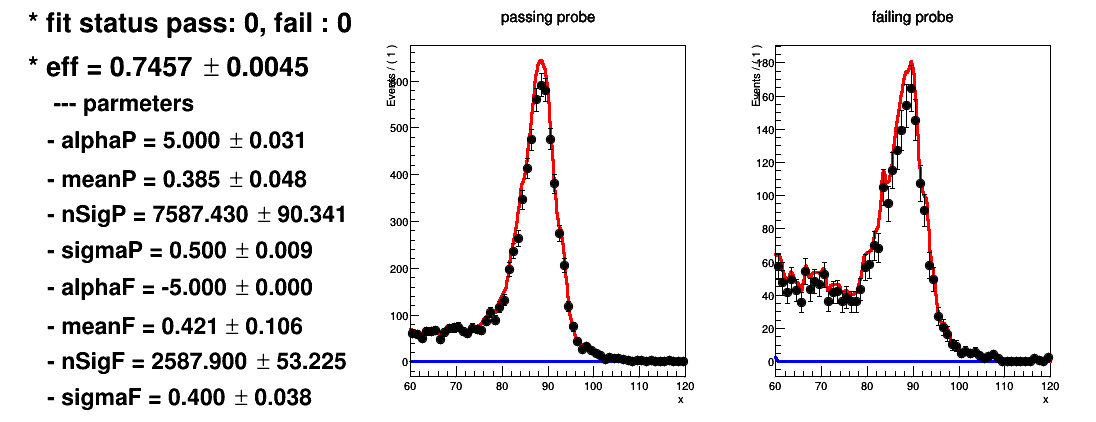 * fit status pass: 0, fail : 0
* eff = 0.7457 ± 0.0045
--- parmeters
- alphaP = 5.000 ± 0.031
- meanP = 0.385 ± 0.048
- nSigP = 7587.430 ± 90.341
- sigmaP = 0.500 ± 0.009
- alphaF = -5.000 ± 0.000
- meanF = 0.421 ± 0.106
- nSigF = 2587.900 ± 53.225
- sigmaF = 0.400 ± 0.038
passing probe
Events / ( 1 )
600
500
400
300
200
100
0
60 70 80 90 100 110 120
x
failing probe
Events / ( 1 )
180
160
140
120
100
80
60
40
20
0
60 70 80 90 100 110 120
x